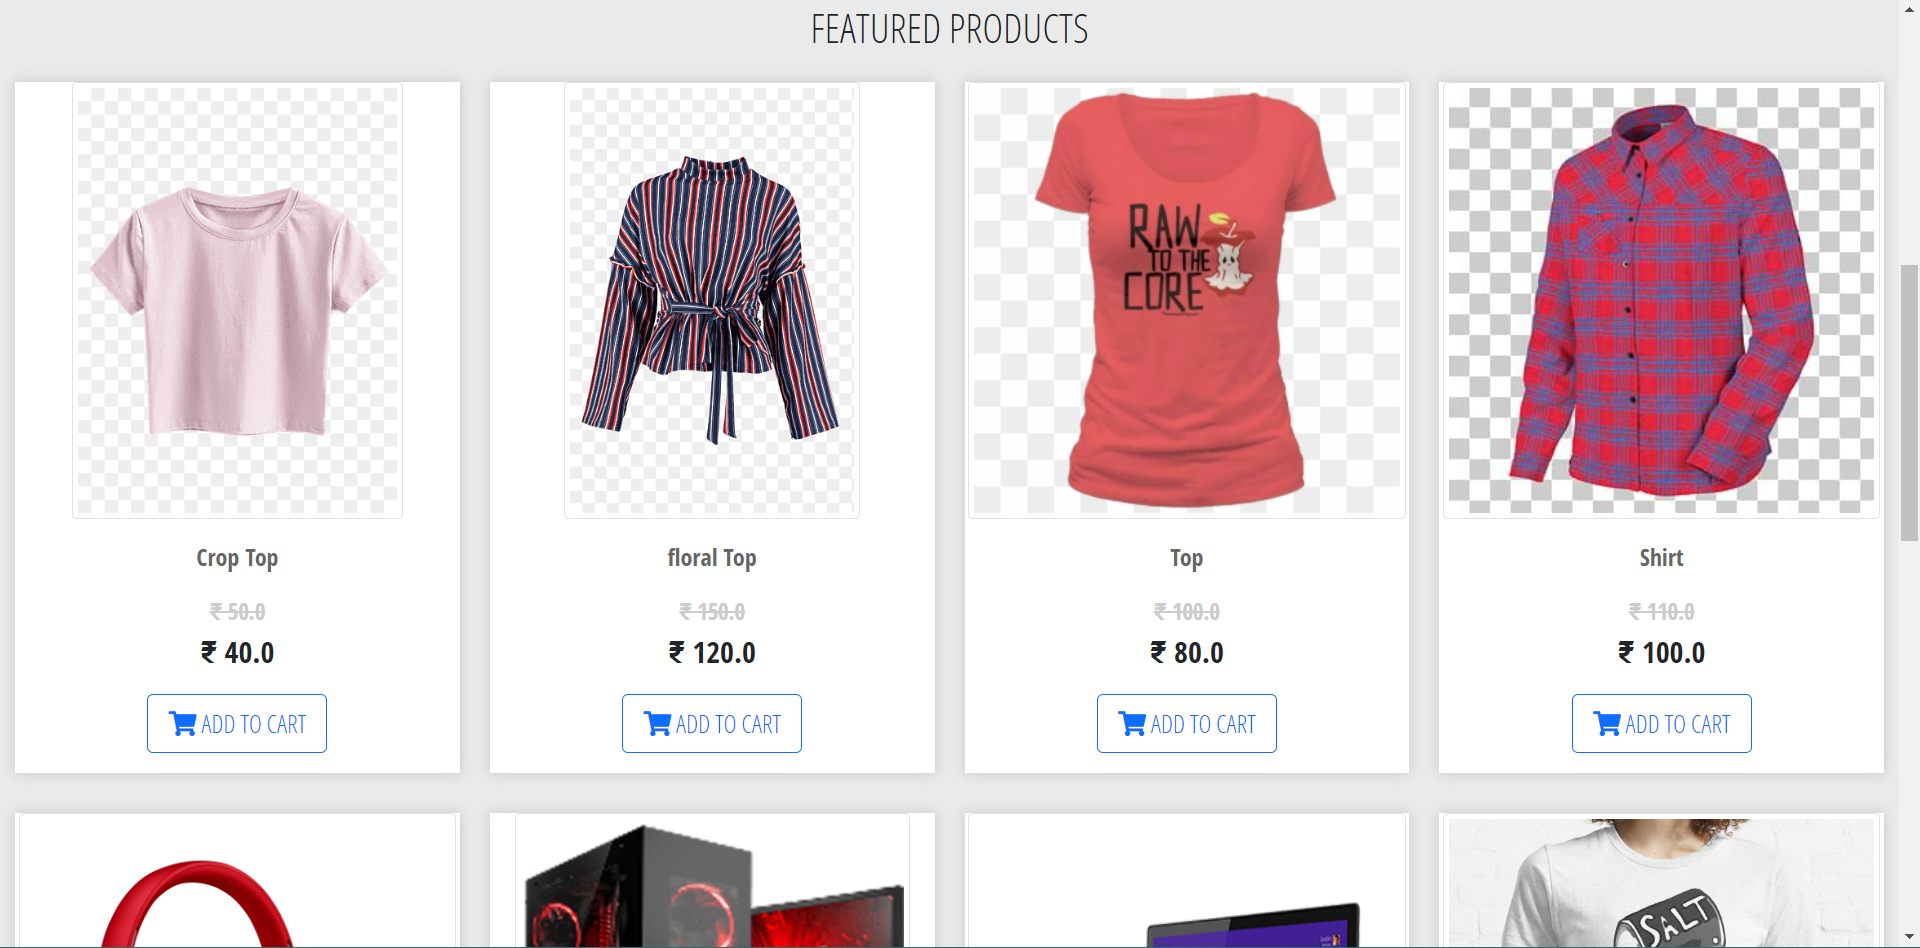 FEATURED PRODUCTS
RAW
TO THE
CORE
Crop Top
floral Top
Top
Shirt
₹ 50.0
₹ 150.0
₹ 100.0
₹ 110.0
₹ 40.0
₹ 120.0
₹ 80.0
₹ 100.0
ADD TO CART
ADD TO CART
ADD TO CART
ADD TO CART
SALT